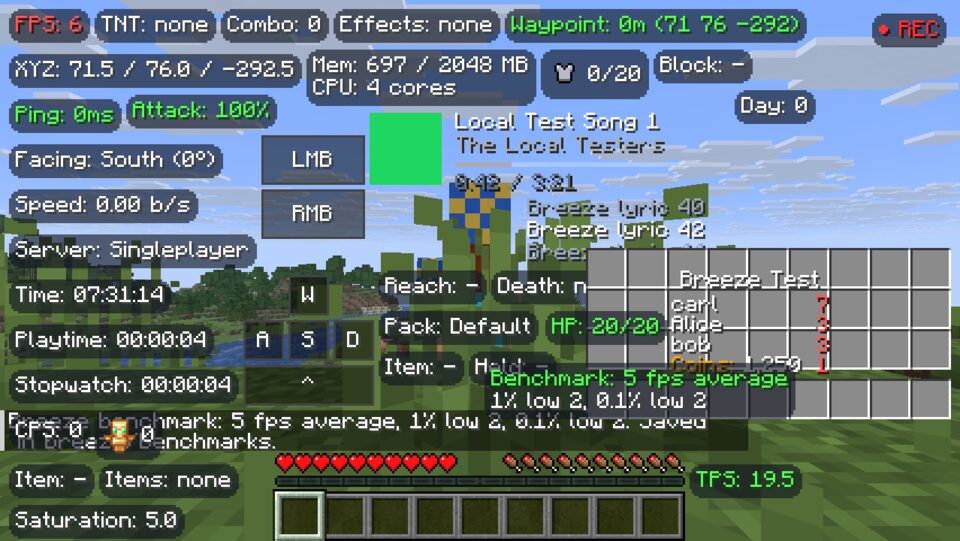 FPS: 6
TNT: none
Combo: 0
Effects: none
Waypoint: 0m (71 76 -292)
REC
XYZ: 71.5 / 76.0 / -292.5
Mem: 697 / 2048 MB
CPU: 4 cores
0/20
Block: -
Day: 0
Ping: 0ms
Attack: 100%
Local Test Song 1
The Local Testers
0:42 / 3:21
Facing: South (0°)
LMB
RMB
Breeze lyric 40
Breeze lyric 42
Breeze
Speed: 0.00 b/s
Server: Singleplayer
Time: 07:31:14
W
A
S
D
^
Reach: -
Death:
Breeze Test
carl 7
Alice 3
bob 3
Coins: 1,250 1
Playtime: 00:00:04
Pack: Default
HP: 20/20
Item: -
Hold: -
Stopwatch: 00:00:04
Benchmark: 5 fps average
1% low 2, 0.1% low 2
Breeze benchmark: 5 fps average, 1% low 2, 0.1% low 2. Saved
in breeze benchmarks.
CPS: 0
0
Item: -
Items: none
TPS: 19.5
Saturation: 5.0